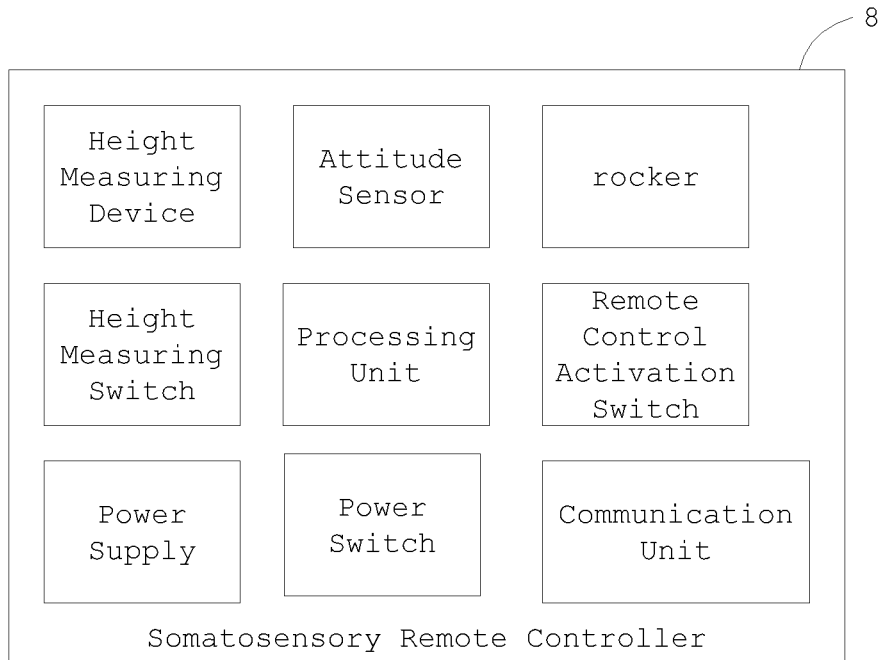 8
Height
Measuring
Device
Attitude
Sensor
rocker
Height
Measuring
Switch
Processing
Unit
Remote
Control
Activation
Switch
Power
Supply
Power
Switch
Communication
Unit
Somatosensory Remote Controller